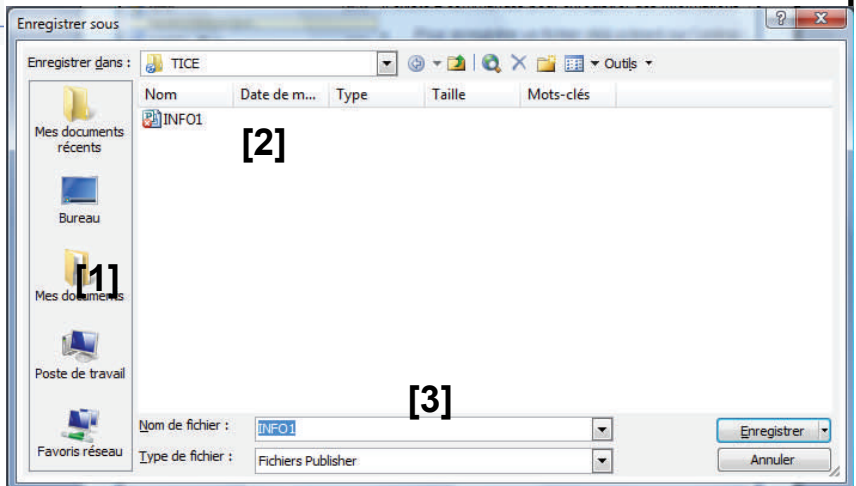 Enregistrer sous
Enregistrer dans : TICE Outils
Nom Date de m... Type Taille Mots-clés
INFO1
[2]
Mes documents
récents
Bureau
[1]
Mes documents
Poste de travail
Favoris réseau
[3]
Nom de fichier : INFO1 Enregistrer
Type de fichier : Fichiers Publisher Annuler